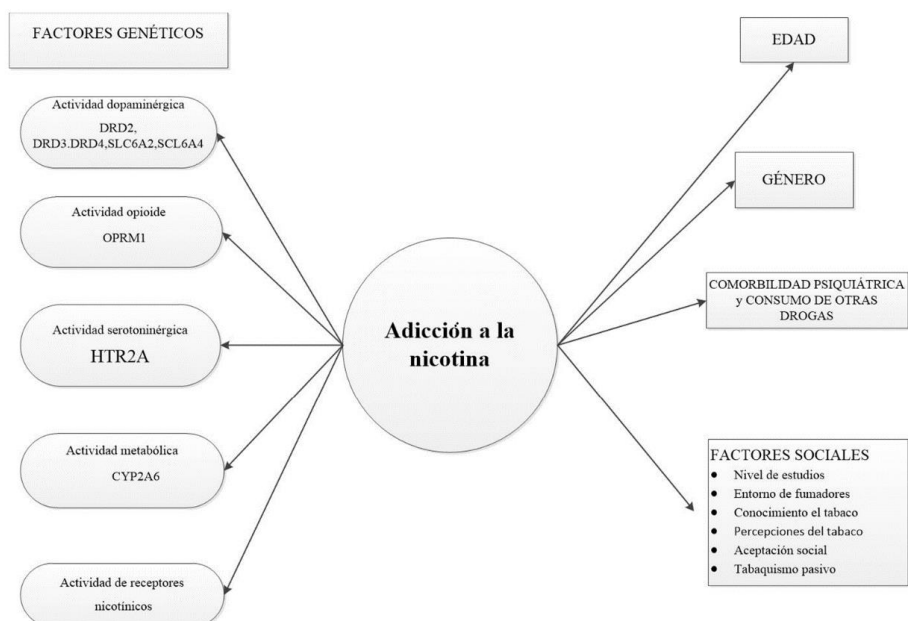 FACTORES GENÉTICOS
Actividad dopaminérgica
DRD2,
DRD3.DRD4,SLC6A2,SCL6A4
Actividad opioide
OPRM1
Actividad serotoninérgica
HTR2A
Actividad metabólica
CYP2A6
Actividad de receptores
nicotínicos
Adicción a la
nicotina
EDAD
GÉNERO
COMORBILIDAD PSIQUIÁTRICA
y CONSUMO DE OTRAS
DROGAS
FACTORES SOCIALES
• Nivel de estudios
• Entorno de fumadores
• Conocimiento el tabaco
• Percepciones del tabaco
• Aceptación social
• Tabaquismo pasivo